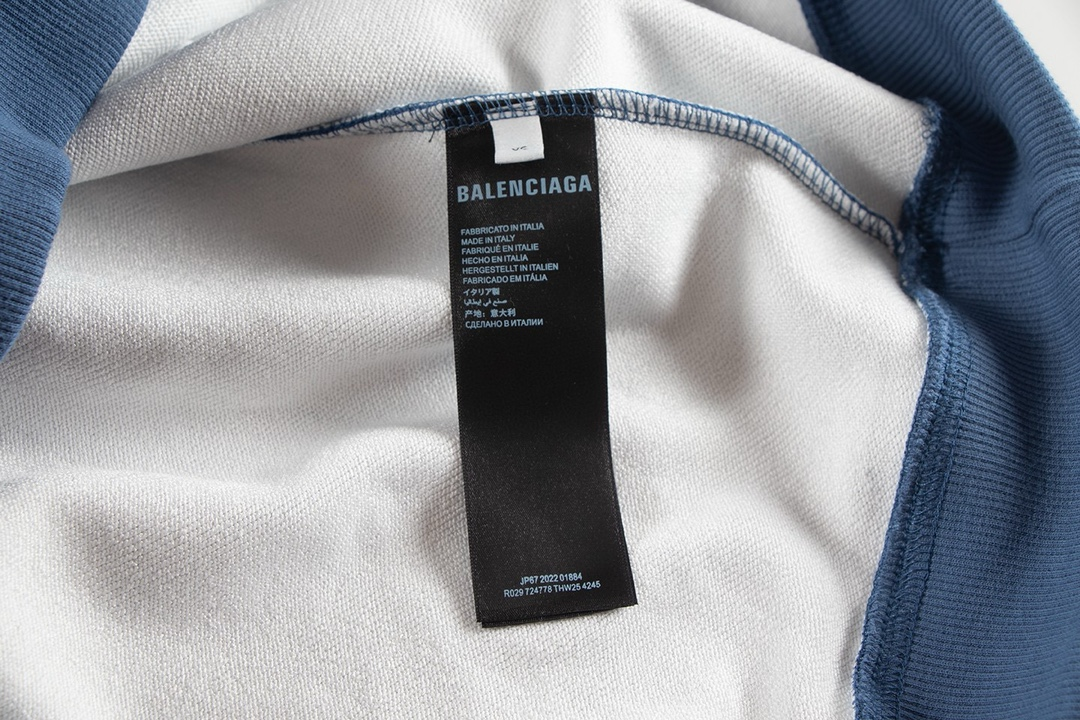 BALENCIAGA
FABBRICATO IN ITALIA
MADE IN ITALY
FABRIQUÉ EN ITALIE
HECHO EN ITALIA
HERGESTELLT IN ITALIEN
FABRICADO EM ITÁLIA
イタリア製
صنع في إيطاليا
产地：意大利
СДЕЛАНО В ИТАЛИИ
JP67 2022 01884
R029 724778 THW25 4245